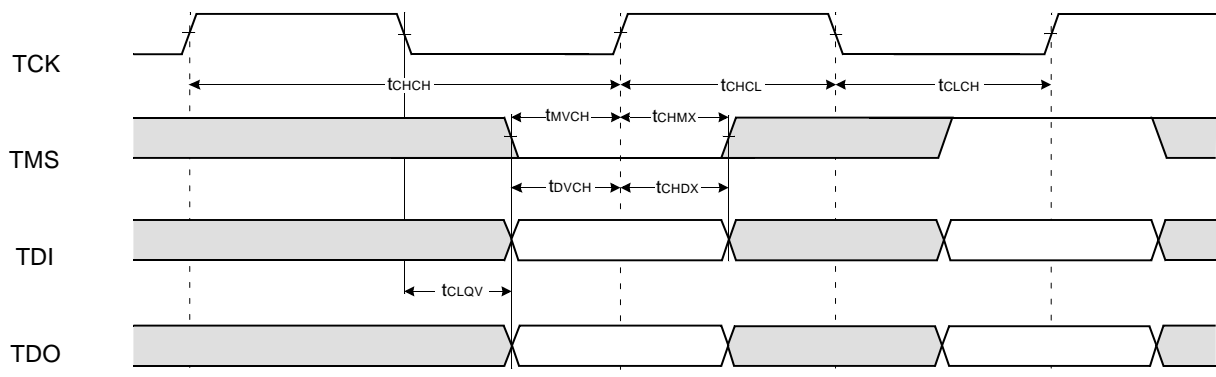 TCK
tCHCH
tCHCL
tCLCH
tMVCH
tCHMX
TMS
tDVCH
tCHDX
TDI
tCLQV
TDO